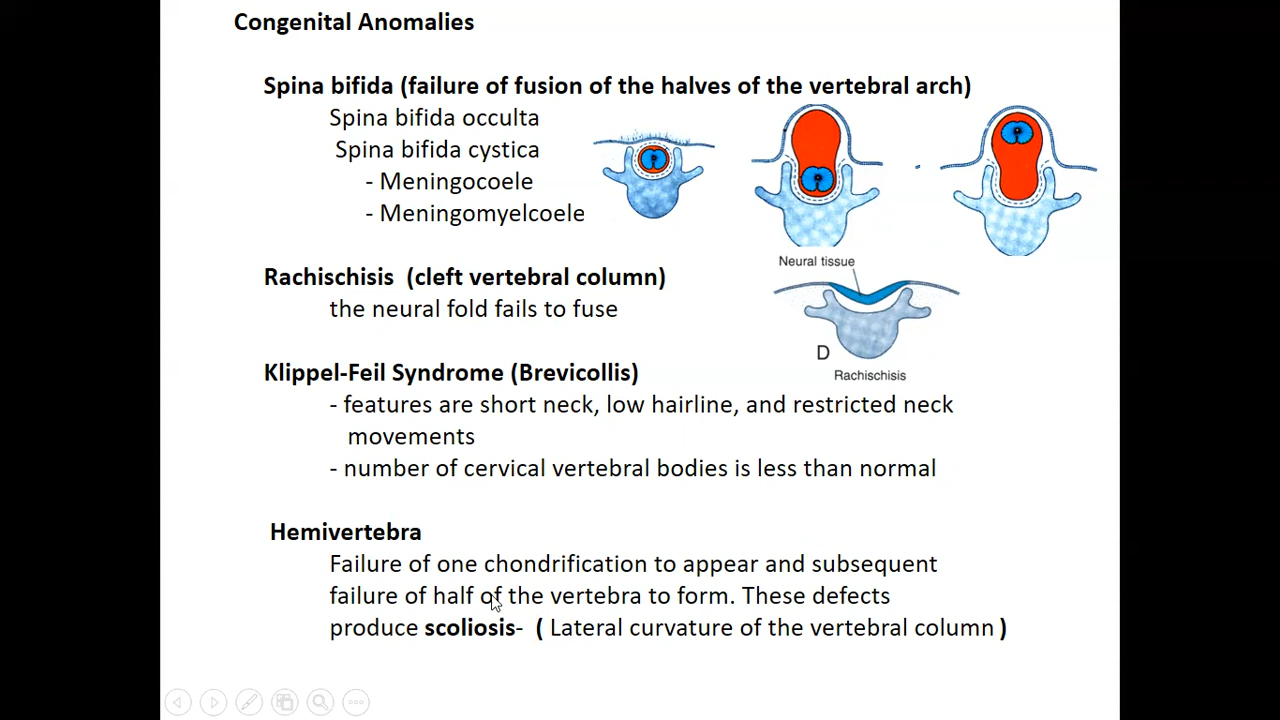 Congenital Anomalies
Spina bifida (failure of fusion of the halves of the vertebral arch)
Spina bifida occulta
Spina bifida cystica
- Meningocoele
- Meningomyelcoele
Neural tissue
Rachischisis (cleft vertebral column)
the neural fold fails to fuse
D
Rachischisis
Klippel-Feil Syndrome (Brevicollis)
- features are short neck, low hairline, and restricted neck
movements
- number of cervical vertebral bodies is less than normal
Hemivertebra
Failure of one chondrification to appear and subsequent
failure of half of the vertebra to form. These defects
produce scoliosis- ( Lateral curvature of the vertebral column )